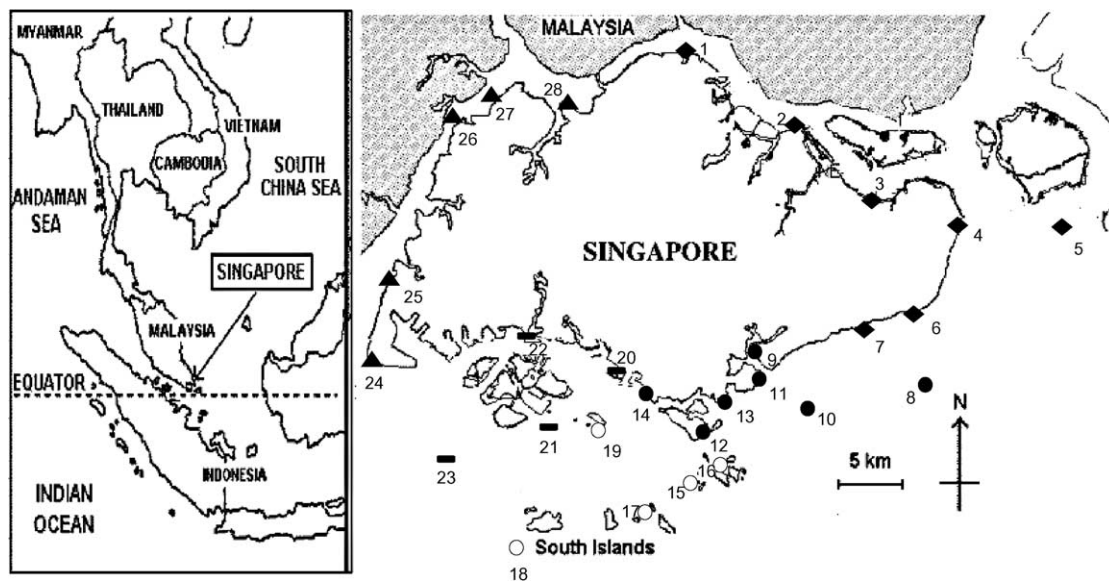 MYANMAR
THAILAND
VIETNAM
CAMBODIA
SOUTH
CHINA SEA
ANDAMAN
SEA
SINGAPORE
MALAYSIA
EQUATOR
INDONESIA
INDIAN
OCEAN
MALAYSIA
1
28
27
26
2
3
SINGAPORE
4
5
25
6
7
22
9
20
24
11
8
14
13
10
N
21
19
12
5 km
16
23
15
17
South Islands
18